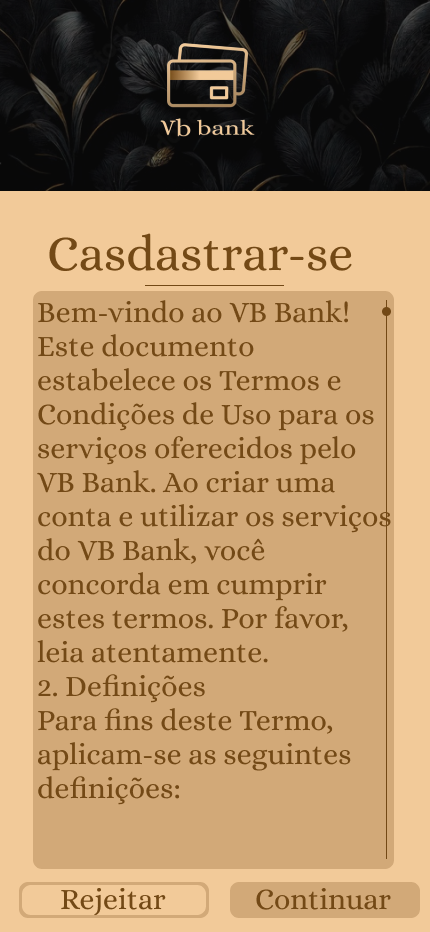 Vb bank
Casdastrar-se
Bem-vindo ao VB Bank!
Este documento
estabelece os Termos e
Condições de Uso para os
serviços oferecidos pelo
VB Bank. Ao criar uma
conta e utilizar os serviços
do VB Bank, você
concorda em cumprir
estes termos. Por favor,
leia atentamente.
2. Definições
Para fins deste Termo,
aplicam-se as seguintes
definições:
Rejeitar
Continuar